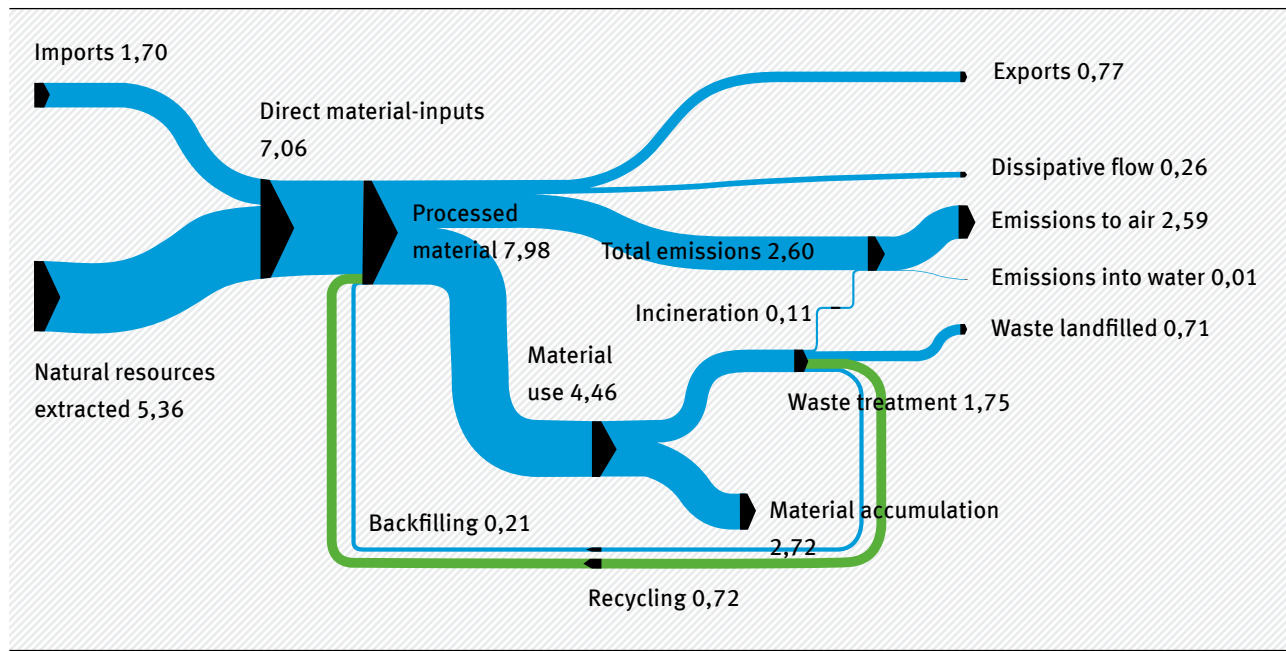 Imports 1,70
Exports 0,77
Direct material-inputs
7,06
Dissipative flow 0,26
Processed
material 7,98
Total emissions 2,60
Emissions to air 2,59
Emissions into water 0,01
Incineration 0,11
Waste landfilled 0,71
Natural resources
extracted 5,36
Material
use 4,46
Waste treatment 1,75
Backfilling 0,21
Material accumulation
2,72
Recycling 0,72